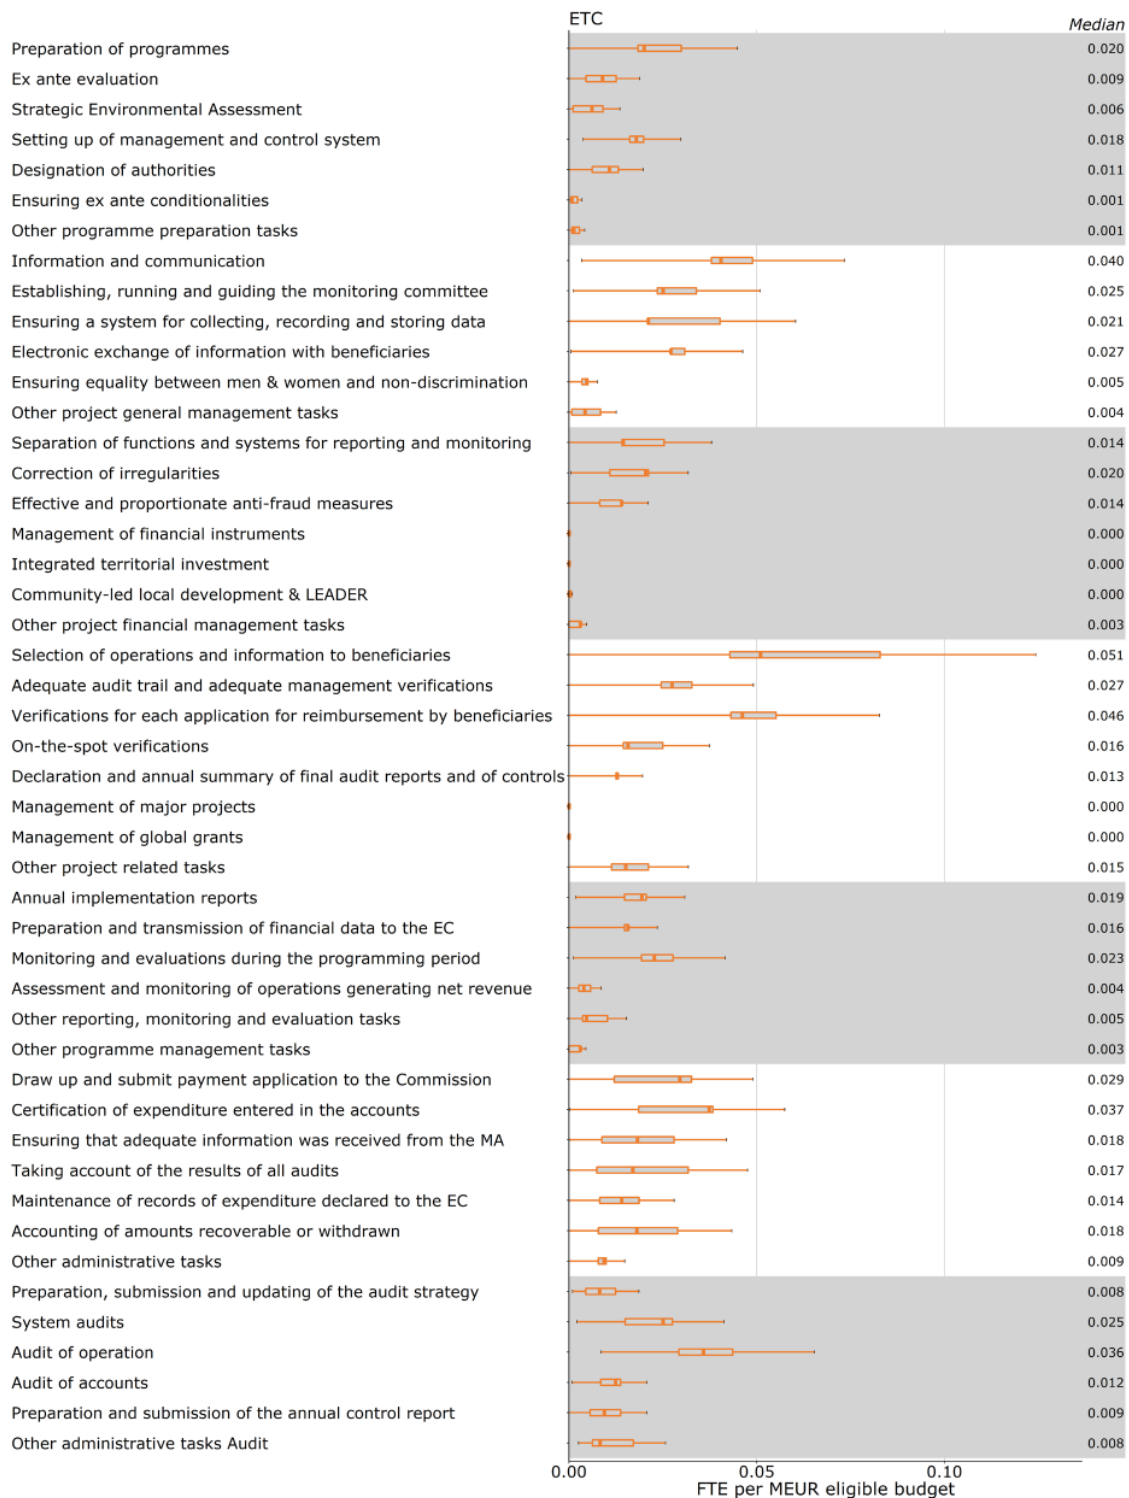 ETC
Median
Preparation of programmes 0.020
Ex ante evaluation 0.009
Strategic Environmental Assessment 0.006
Setting up of management and control system 0.018
Designation of authorities 0.011
Ensuring ex ante conditionalities 0.001
Other programme preparation tasks 0.001
Information and communication 0.040
Establishing, running and guiding the monitoring committee 0.025
Ensuring a system for collecting, recording and storing data 0.021
Electronic exchange of information with beneficiaries 0.027
Ensuring equality between men & women and non-discrimination 0.005
Other project general management tasks 0.004
Separation of functions and systems for reporting and monitoring 0.014
Correction of irregularities 0.020
Effective and proportionate anti-fraud measures 0.014
Management of financial instruments 0.000
Integrated territorial investment 0.000
Community-led local development & LEADER 0.000
Other project financial management tasks 0.003
Selection of operations and information to beneficiaries 0.051
Adequate audit trail and adequate management verifications 0.027
Verifications for each application for reimbursement by beneficiaries 0.046
On-the-spot verifications 0.016
Declaration and annual summary of final audit reports and of controls 0.013
Management of major projects 0.000
Management of global grants 0.000
Other project related tasks 0.015
Annual implementation reports 0.019
Preparation and transmission of financial data to the EC 0.016
Monitoring and evaluations during the programming period 0.023
Assessment and monitoring of operations generating net revenue 0.004
Other reporting, monitoring and evaluation tasks 0.005
Other programme management tasks 0.003
Draw up and submit payment application to the Commission 0.029
Certification of expenditure entered in the accounts 0.037
Ensuring that adequate information was received from the MA 0.018
Taking account of the results of all audits 0.017
Maintenance of records of expenditure declared to the EC 0.014
Accounting of amounts recoverable or withdrawn 0.018
Other administrative tasks 0.009
Preparation, submission and updating of the audit strategy 0.008
System audits 0.025
Audit of operation 0.036
Audit of accounts 0.012
Preparation and submission of the annual control report 0.009
Other administrative tasks Audit 0.008
0.00 0.05 0.10
FTE per MEUR eligible budget